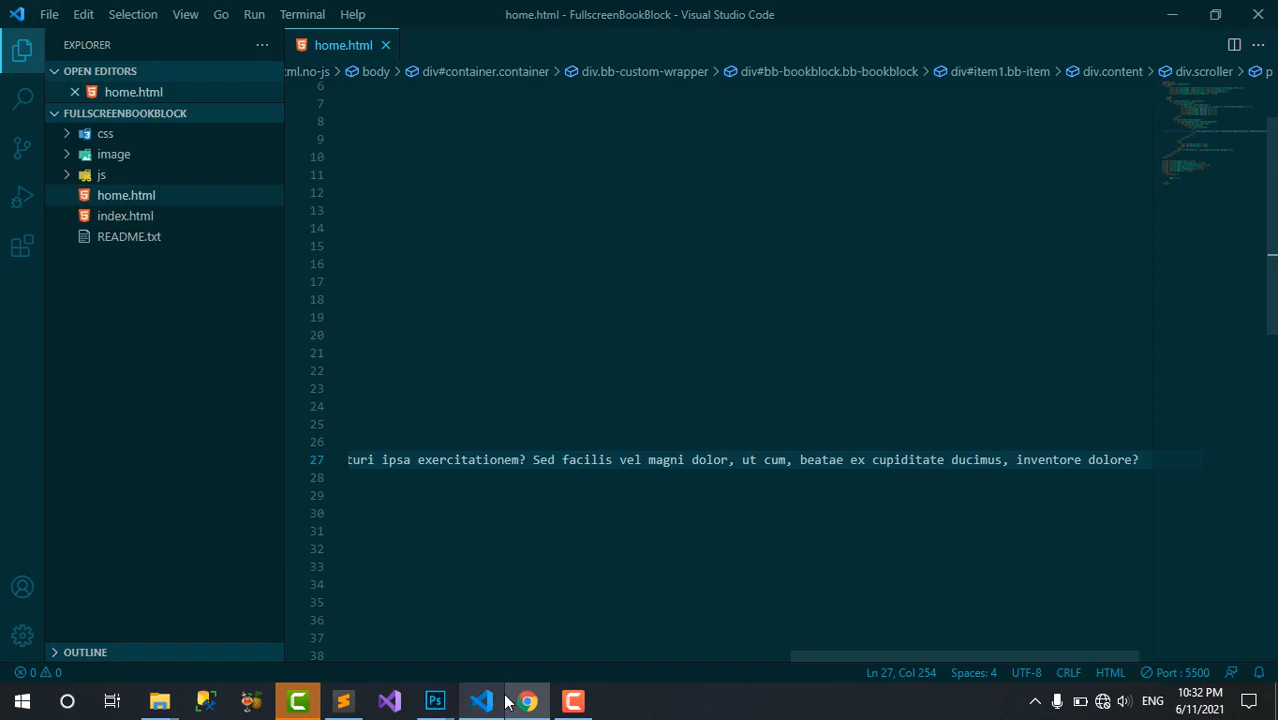 File Edit Selection View Go Run Terminal Help home.html - FullscreenBookBlock - Visual Studio Code
EXPLORER
home.html
OPEN EDITORS
tml.no-js body div#container.container div.bb-custom-wrapper div#bb-bookblock.bb-bookblock div#item1.bb-item div.content div.scroller p
home.html
FULLSCREENBOOKBLOCK
css
image
js
home.html
index.html
README.txt
6
7
8
9
10
11
12
13
14
15
16
17
18
19
20
21
22
23
24
25
26
27 turi ipsa exercitationem? Sed facilis vel magni dolor, ut cum, beatae ex cupiditate ducimus, inventore dolore?
28
29
30
31
32
33
34
35
36
37
38
OUTLINE
0 0 Ln 27, Col 254 Spaces: 4 UTF-8 CRLF HTML Port : 5500
Ps
ENG
10:32 PM
6/11/2021